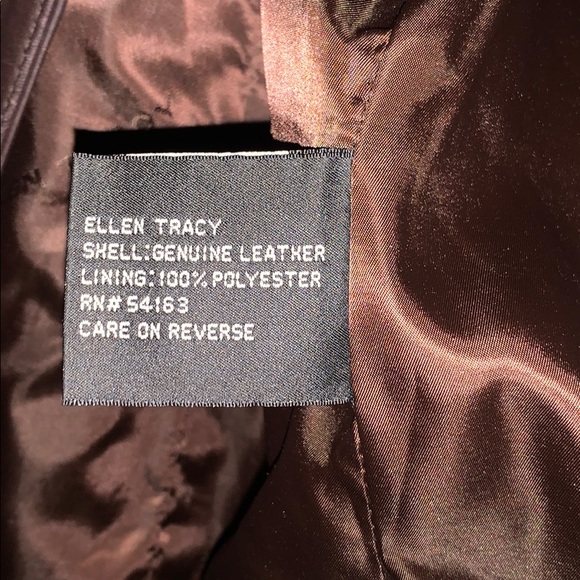 ELLEN TRACY
SHELL:GENUINE LEATHER
LINING:100% POLYESTER
RN# 54163
CARE ON REVERSE